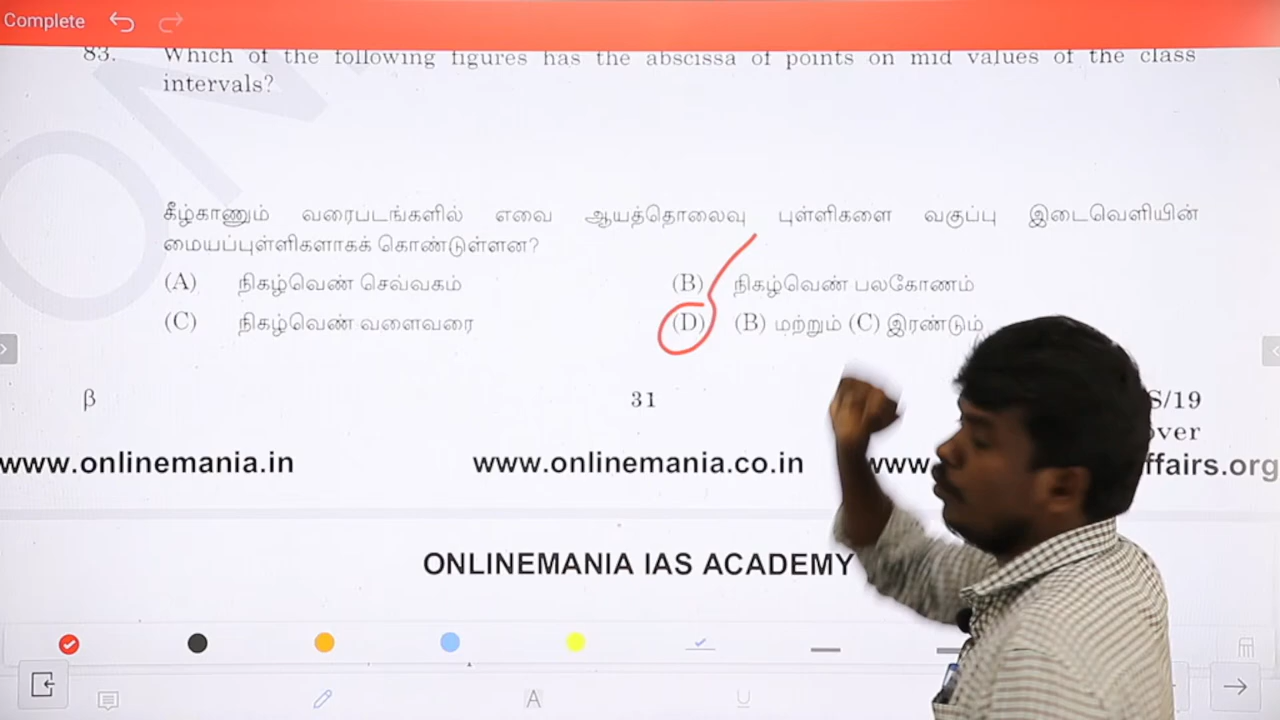 Complete
83. Which of the following figures has the abscissa of points on mid values of the class
intervals?
கீழ்காணும் வரைபடங்களில் எவை ஆயத்தொலைவு புள்ளிகளை வகுப்பு இடைவெளியின்
மையப்புள்ளிகளாகக் கொண்டுள்ளன?
(A) நிகழ்வெண் செவ்வகம் (B) நிகழ்வெண் பலகோணம்
(C) நிகழ்வெண் வளைவரை (D) (B) மற்றும் (C) இரண்டும்
β 31 S/19
over
www.onlinemania.in www.onlinemania.co.in www. ffairs.org
ONLINEMANIA IAS ACADEMY
A U